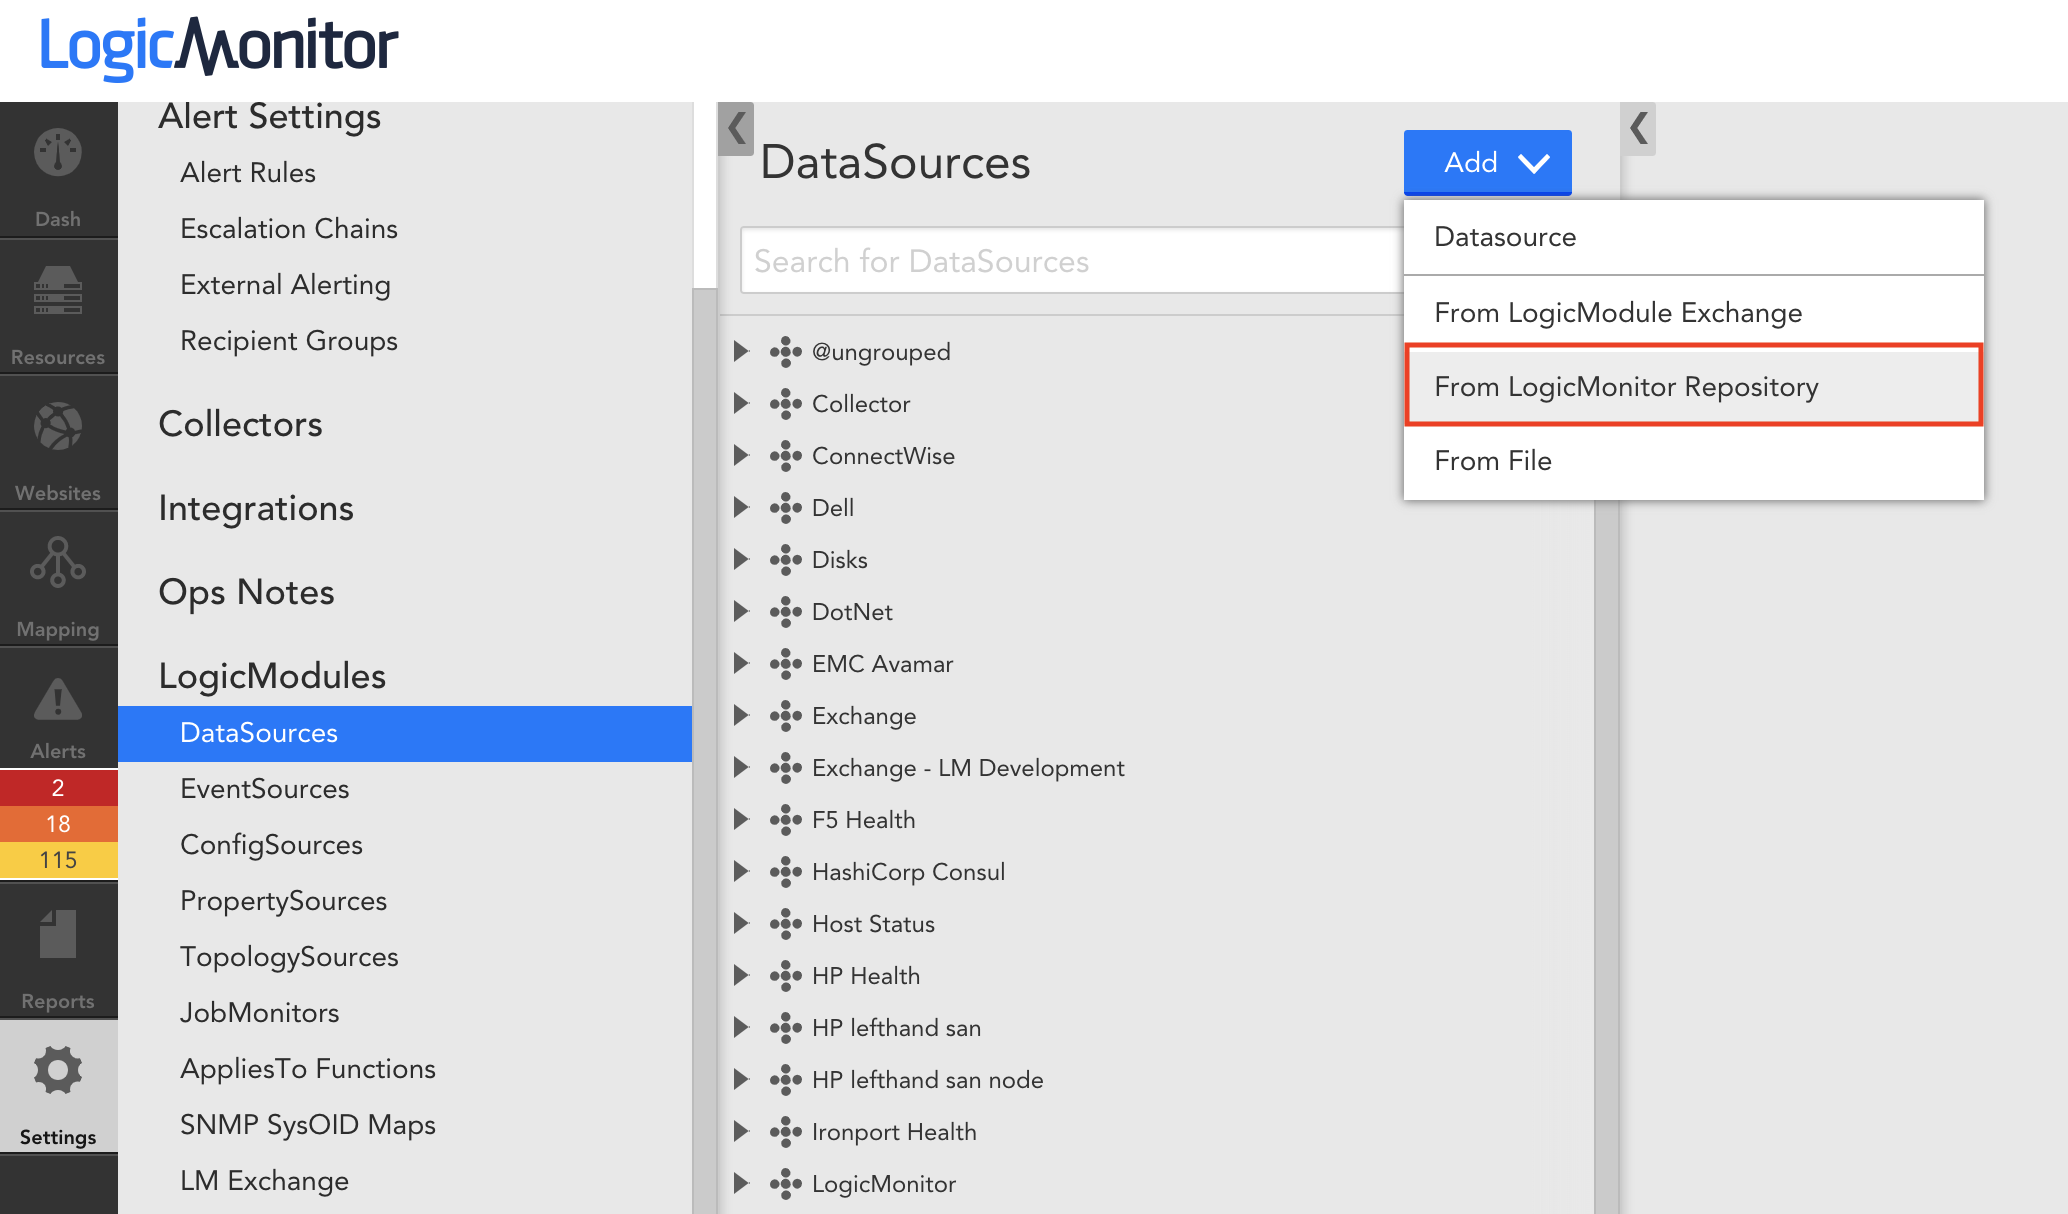 LogicMonitor
Dash
Resources
Websites
Mapping
Alerts
2
18
115
Reports
Settings
Alert Settings
Alert Rules
Escalation Chains
External Alerting
Recipient Groups
Collectors
Integrations
Ops Notes
LogicModules
DataSources
EventSources
ConfigSources
PropertySources
TopologySources
JobMonitors
AppliesTo Functions
SNMP SysOID Maps
LM Exchange
DataSources
Add
Search for DataSources
Datasource
From LogicModule Exchange
From LogicMonitor Repository
From File
@ungrouped
Collector
ConnectWise
Dell
Disks
DotNet
EMC Avamar
Exchange
Exchange - LM Development
F5 Health
HashiCorp Consul
Host Status
HP Health
HP lefthand san
HP lefthand san node
Ironport Health
LogicMonitor